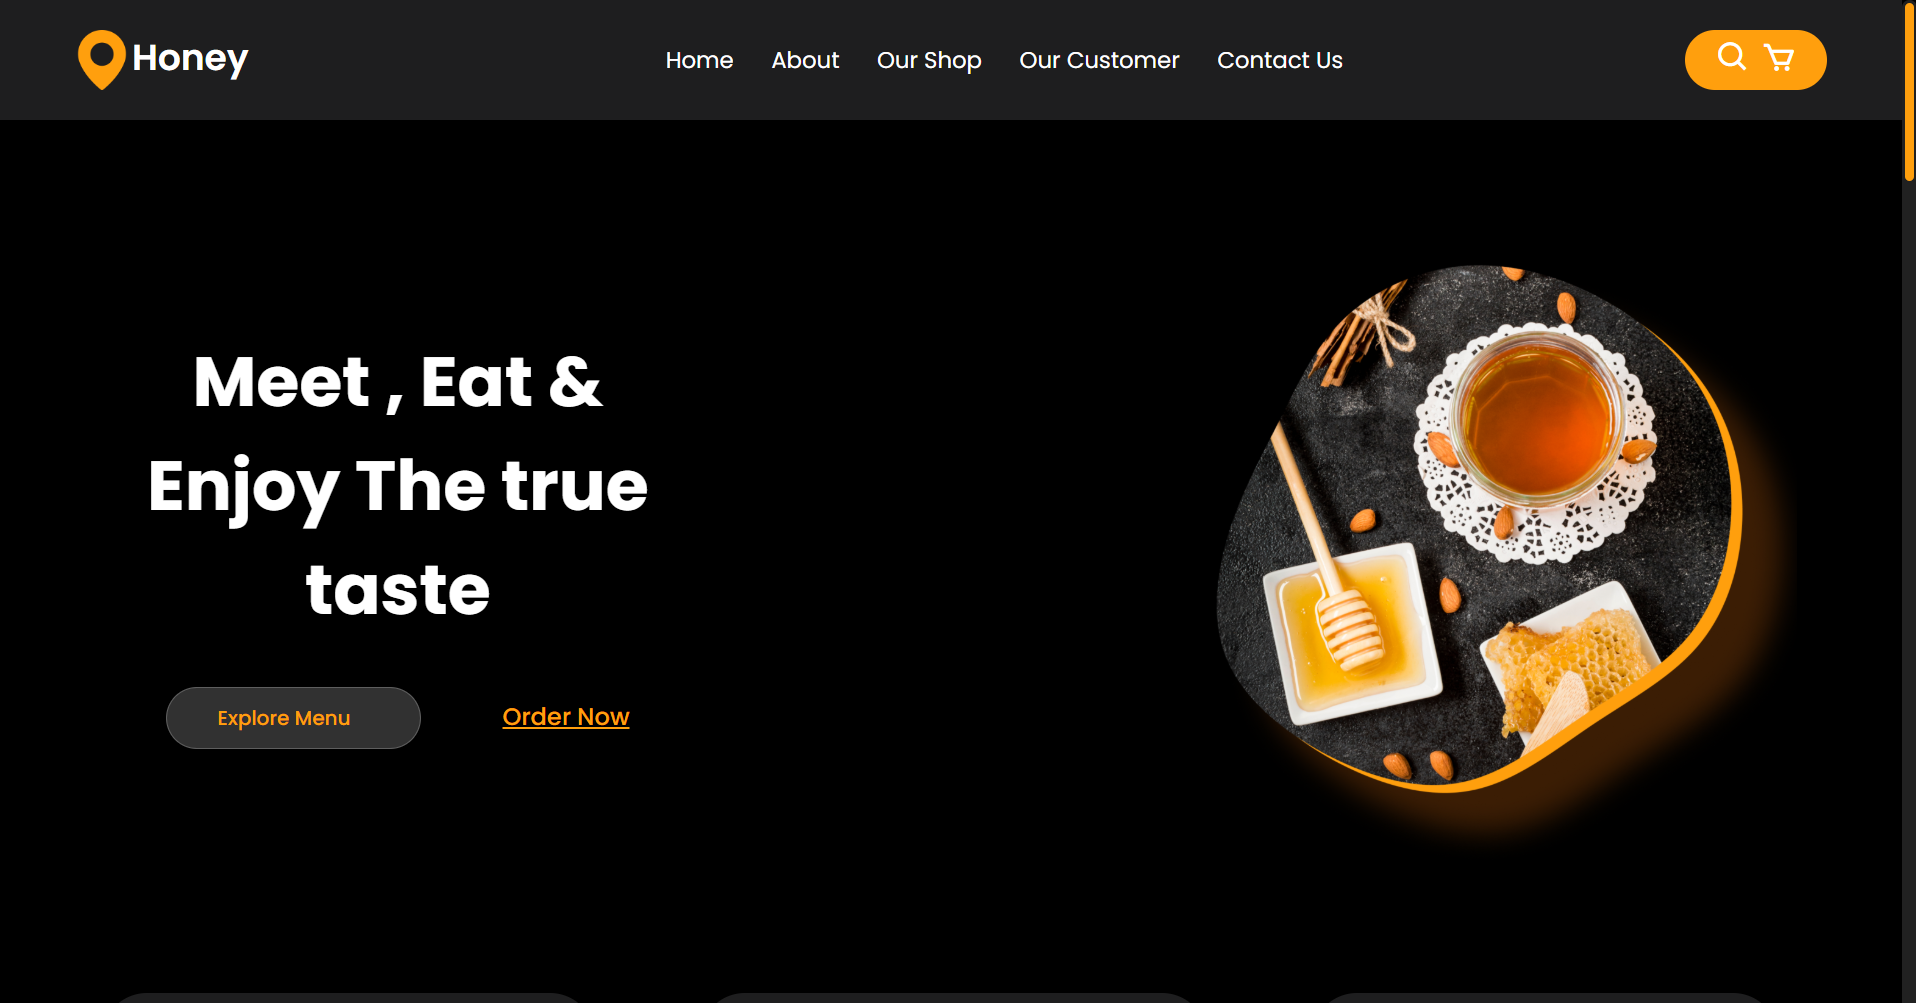 Honey
Home About Our Shop Our Customer Contact Us
Meet , Eat &
Enjoy The true
taste
Explore Menu
Order Now